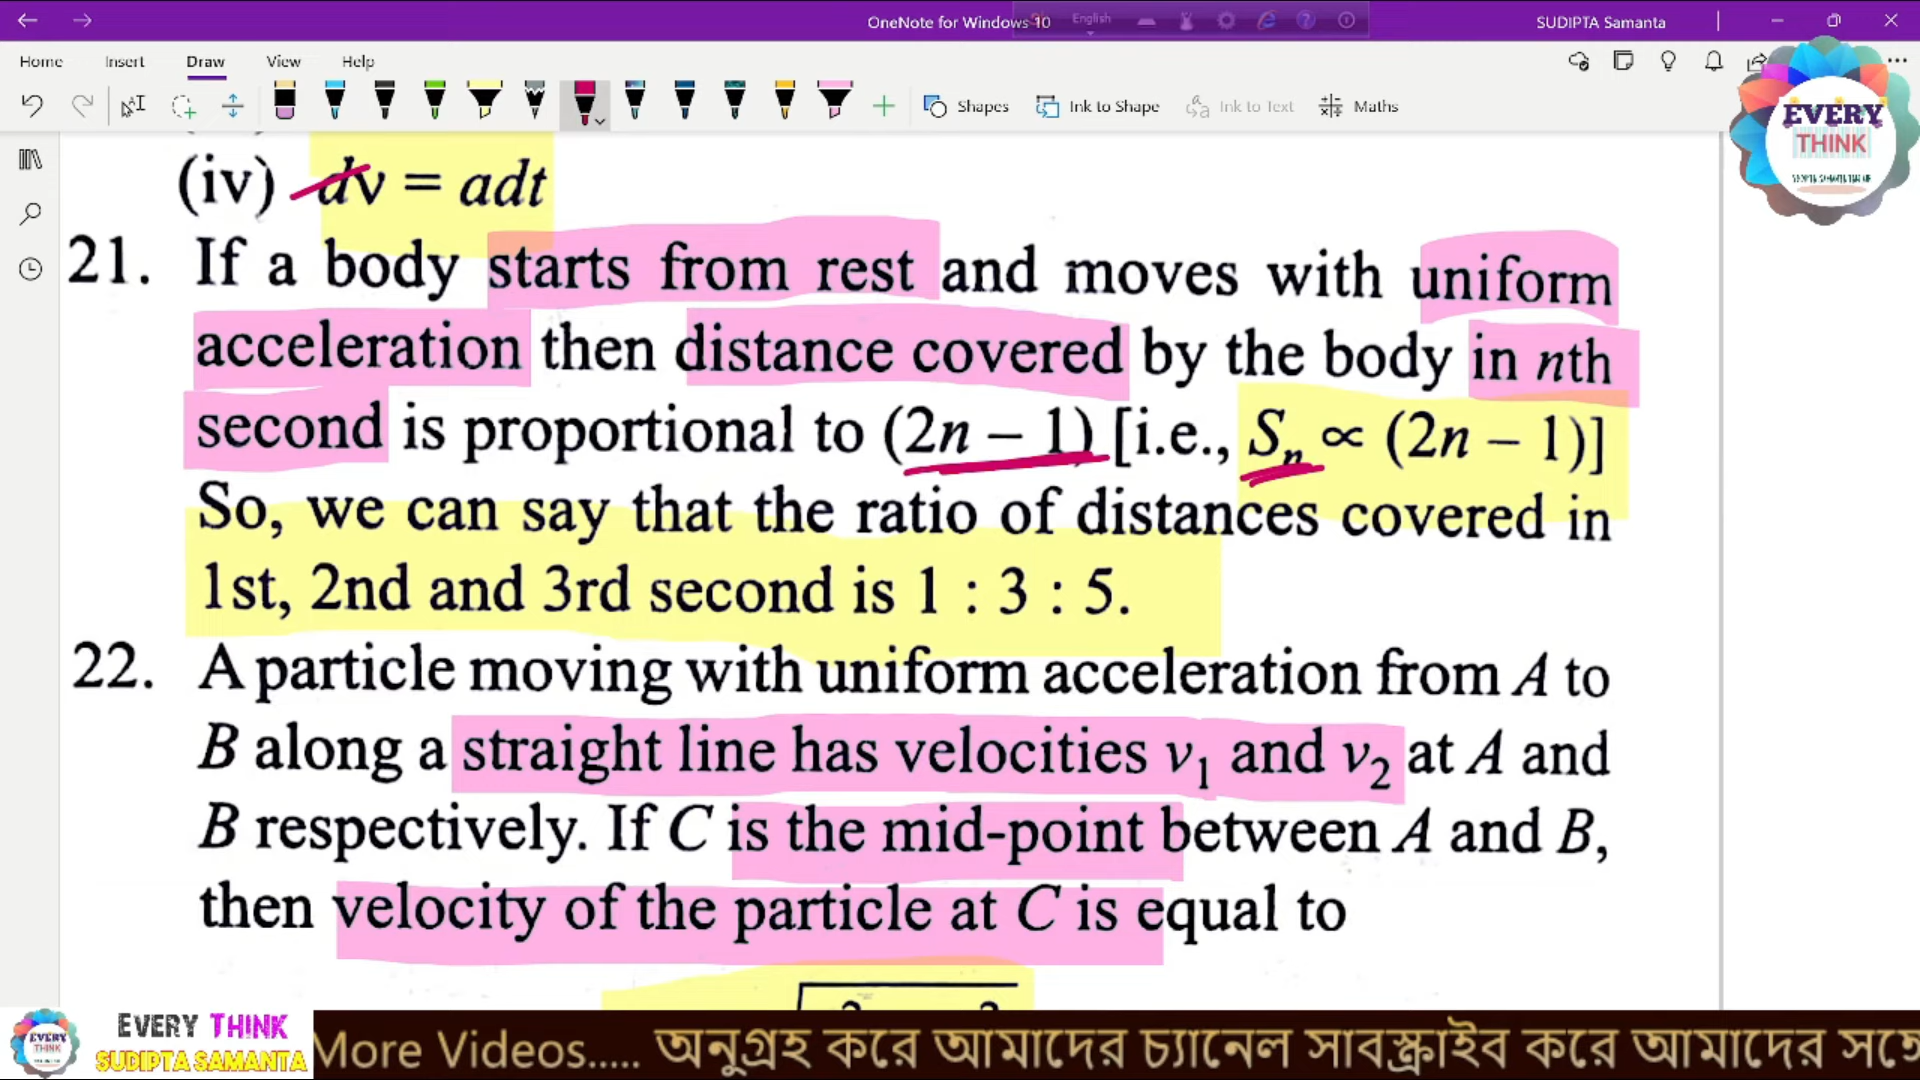 OneNote for Windows 10
English
SUDIPTA Samanta
Home Insert Draw View Help
Shapes Ink to Shape Ink to Text Maths
EVERY
THINK
(iv) dv = adt
21. If a body starts from rest and moves with uniform
acceleration then distance covered by the body in nth
second is proportional to (2n – 1) [i.e., Sₙ ∝ (2n – 1)]
So, we can say that the ratio of distances covered in
1st, 2nd and 3rd second is 1 : 3 : 5.
22. A particle moving with uniform acceleration from A to
B along a straight line has velocities v₁ and v₂ at A and
B respectively. If C is the mid-point between A and B,
then velocity of the particle at C is equal to
EVERY THINK
EVERY THINK
SUDIPTA SAMANTA
More Videos..... অনুগ্রহ করে আমাদের চ্যানেল সাবস্ক্রাইব করে আমাদের সঙ্গে